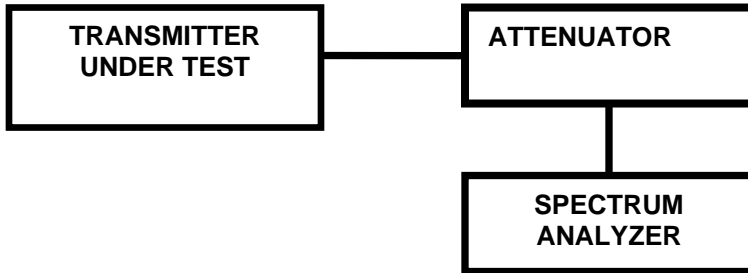 TRANSMITTER
UNDER TEST
ATTENUATOR
SPECTRUM
ANALYZER